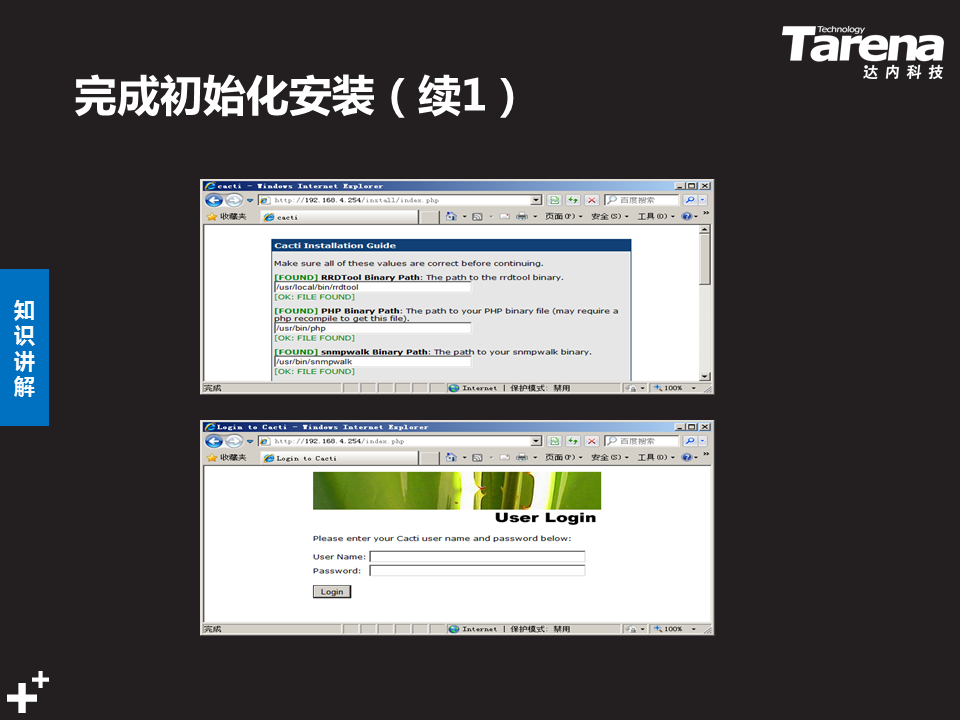 Technology
Tarena
达内科技
完成初始化安装（续1）
知识讲解
cacti - Windows Internet Explorer
http://192.168.4.254/install/index.php
百度搜索
收藏夹
cacti
页面(P) 安全(S) 工具(O)
Cacti Installation Guide
Make sure all of these values are correct before continuing.
[FOUND] RRDTool Binary Path: The path to the rrdtool binary.
/usr/local/bin/rrdtool
[OK: FILE FOUND]
[FOUND] PHP Binary Path: The path to your PHP binary file (may require a
php recompile to get this file).
/usr/bin/php
[OK: FILE FOUND]
[FOUND] snmpwalk Binary Path: The path to your snmpwalk binary.
/usr/bin/snmpwalk
[OK: FILE FOUND]
完成 Internet | 保护模式: 禁用 100%
Login to Cacti - Windows Internet Explorer
http://192.168.4.254/index.php
百度搜索
收藏夹
Login to Cacti
页面(P) 安全(S) 工具(O)
User Login
Please enter your Cacti user name and password below:
User Name:
Password:
Login
完成 Internet | 保护模式: 禁用 100%